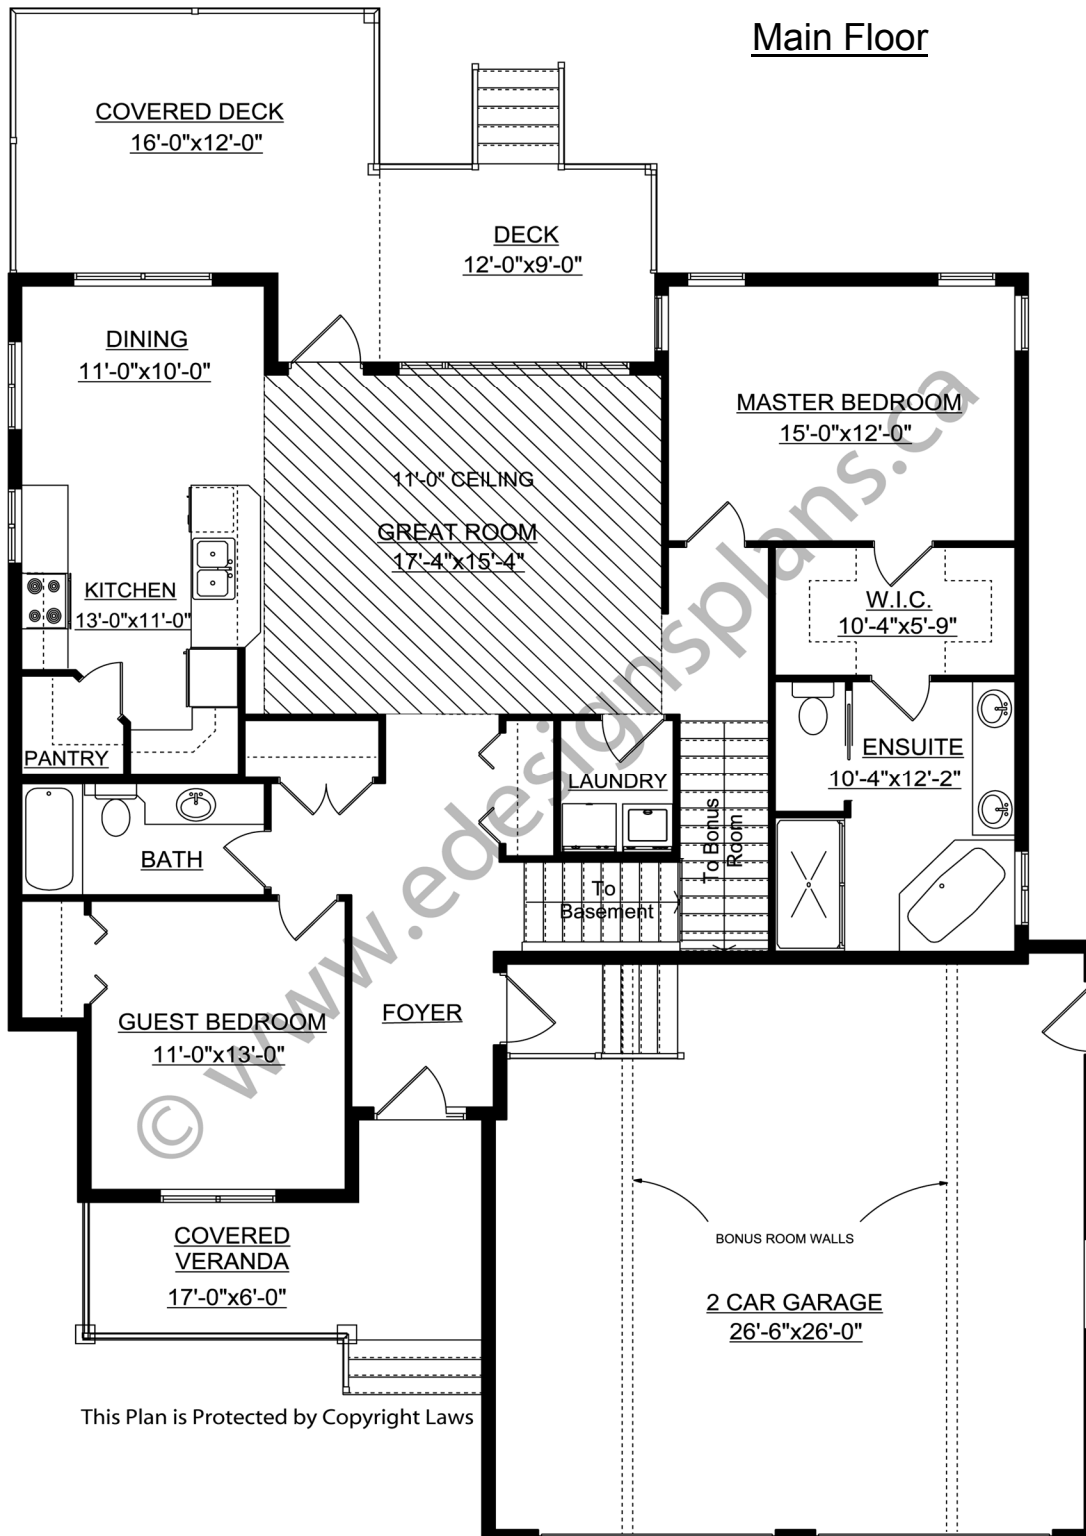 Main Floor
COVERED DECK
16'-0"x12'-0"
DECK
12'-0"x9'-0"
DINING
11'-0"x10'-0"
MASTER BEDROOM
15'-0"x12'-0"
11'-0" CEILING
GREAT ROOM
17'-4"x15'-4"
KITCHEN
13'-0"x11'-0"
W.I.C.
10'-4"x5'-9"
PANTRY
LAUNDRY
ENSUITE
10'-4"x12'-2"
To Bonus
Room
BATH
To
Basement
FOYER
GUEST BEDROOM
11'-0"x13'-0"
© www.edesignsplans.ca
COVERED
VERANDA
17'-0"x6'-0"
BONUS ROOM WALLS
2 CAR GARAGE
26'-6"x26'-0"
This Plan is Protected by Copyright Laws